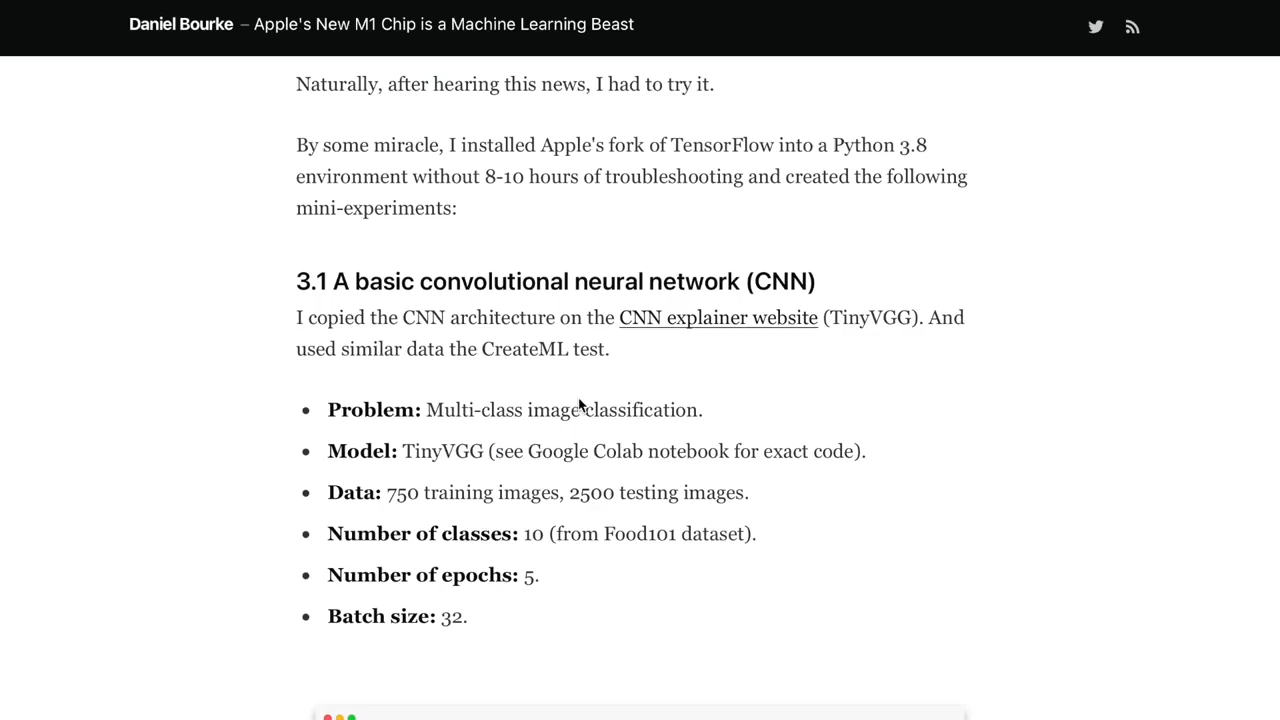 Daniel Bourke – Apple's New M1 Chip is a Machine Learning Beast
Naturally, after hearing this news, I had to try it.
By some miracle, I installed Apple's fork of TensorFlow into a Python 3.8
environment without 8-10 hours of troubleshooting and created the following
mini-experiments:
3.1 A basic convolutional neural network (CNN)
I copied the CNN architecture on the CNN explainer website (TinyVGG). And
used similar data the CreateML test.
• Problem: Multi-class image classification.
• Model: TinyVGG (see Google Colab notebook for exact code).
• Data: 750 training images, 2500 testing images.
• Number of classes: 10 (from Food101 dataset).
• Number of epochs: 5.
• Batch size: 32.